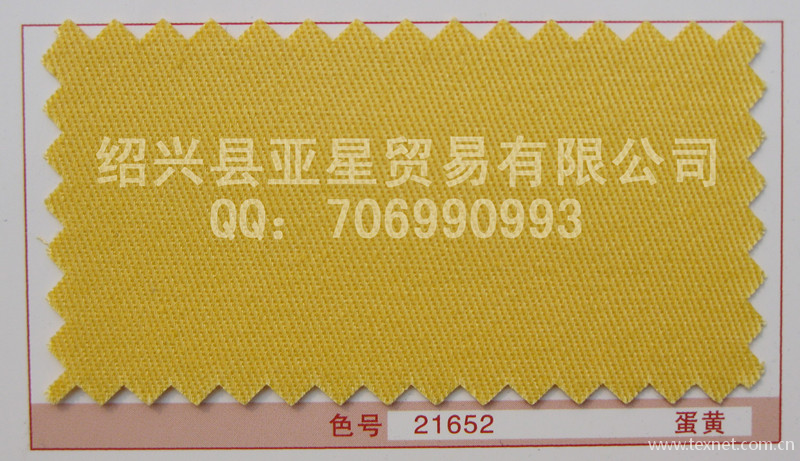 绍兴县亚星贸易有限公司
QQ：706990993
色号 21652 蛋黄
www.texnet.com.cn